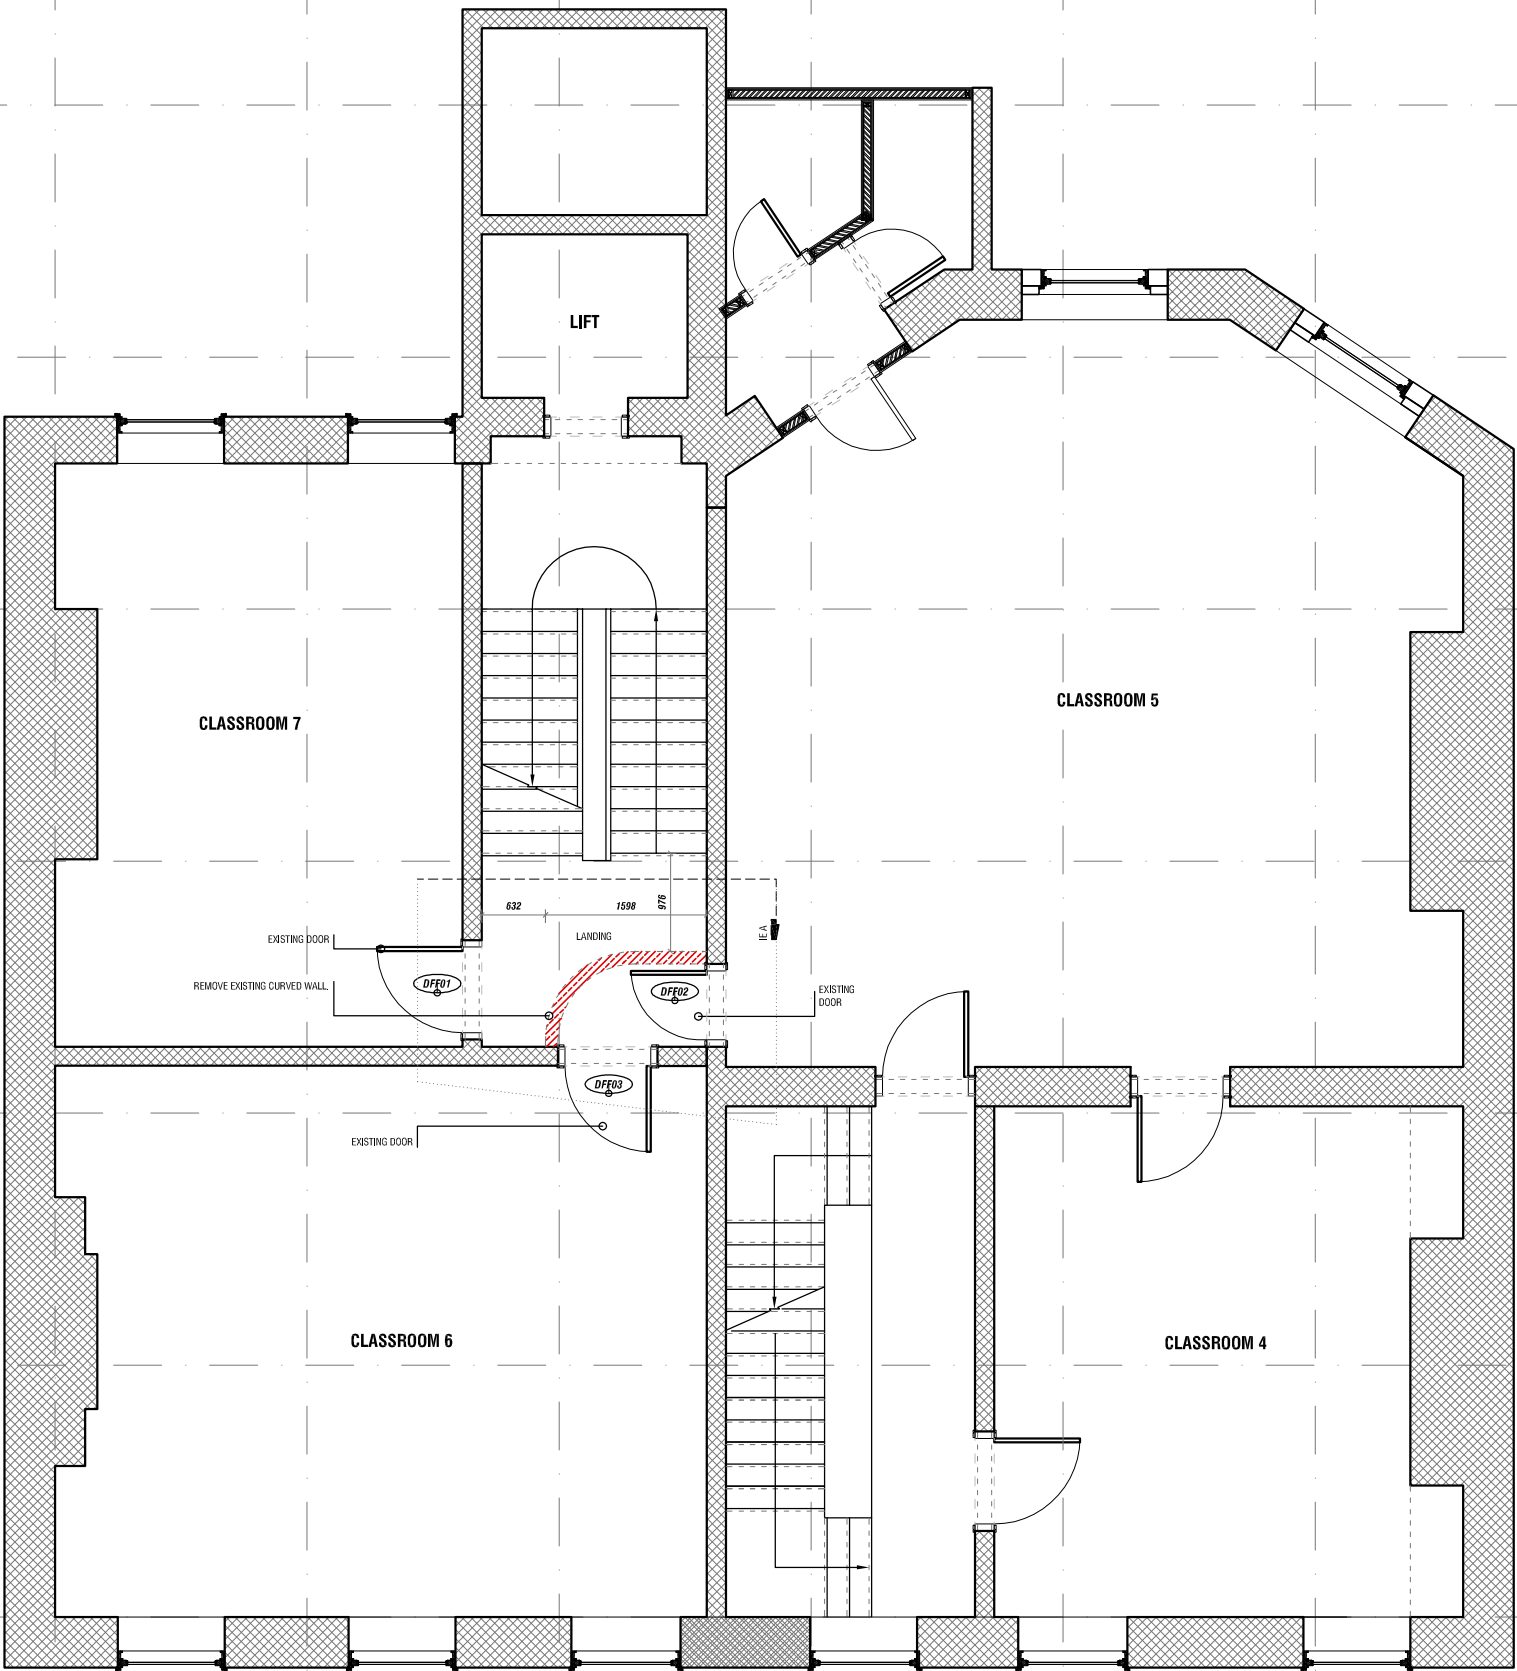 LIFT
CLASSROOM 5
CLASSROOM 7
632
1598
976
EXISTING DOOR
LANDING
IE A
DFF01
DFF02
REMOVE EXISTING CURVED WALL.
EXISTING
DOOR
DFF03
EXISTING DOOR
CLASSROOM 6
CLASSROOM 4